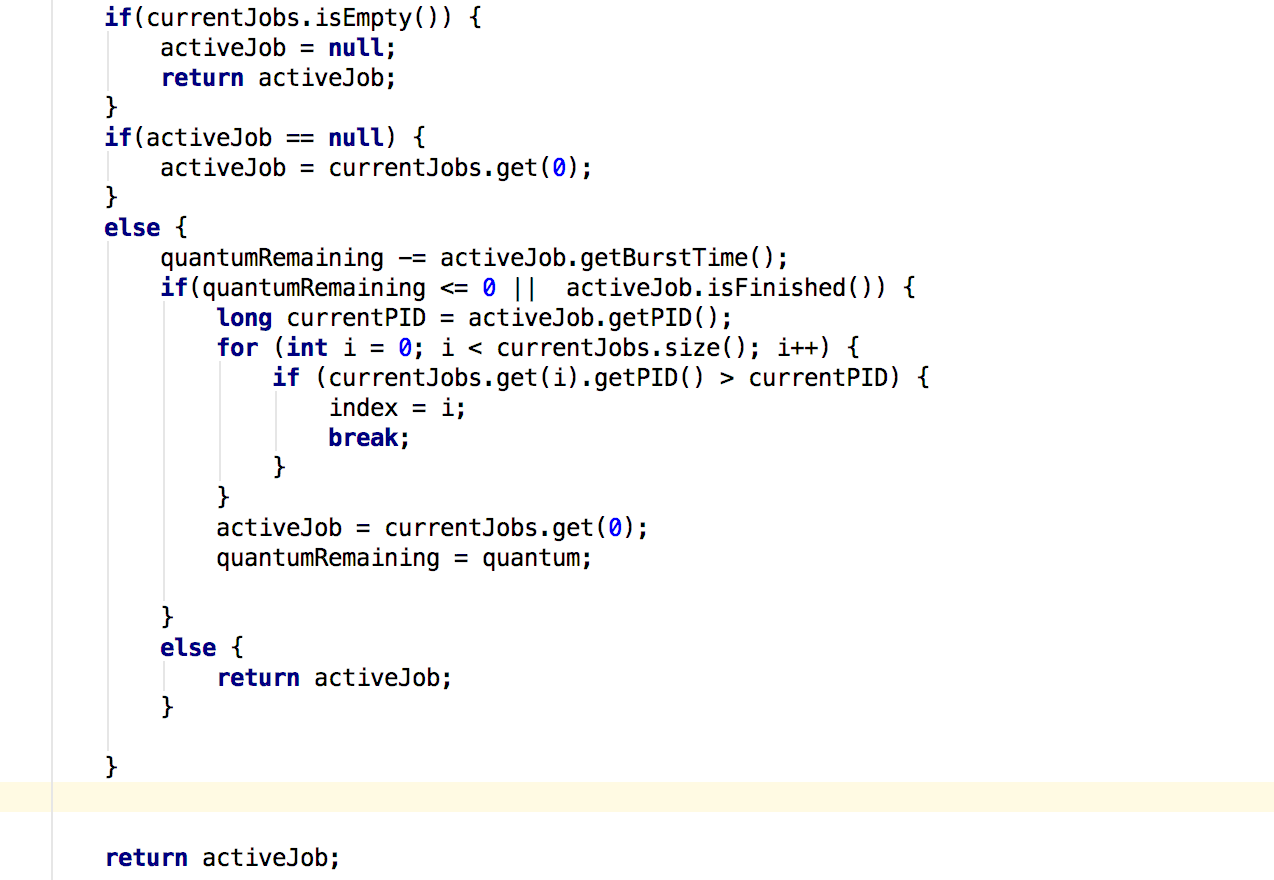 if(currentJobs.isEmpty()) {
    activeJob = null;
    return activeJob;
}
if(activeJob == null) {
    activeJob = currentJobs.get(0);
}
else {
    quantumRemaining -= activeJob.getBurstTime();
    if(quantumRemaining <= 0 ||  activeJob.isFinished()) {
        long currentPID = activeJob.getPID();
        for (int i = 0; i < currentJobs.size(); i++) {
            if (currentJobs.get(i).getPID() > currentPID) {
                index = i;
                break;
            }
        }
        activeJob = currentJobs.get(0);
        quantumRemaining = quantum;
    }
    else {
        return activeJob;
    }
}
return activeJob;